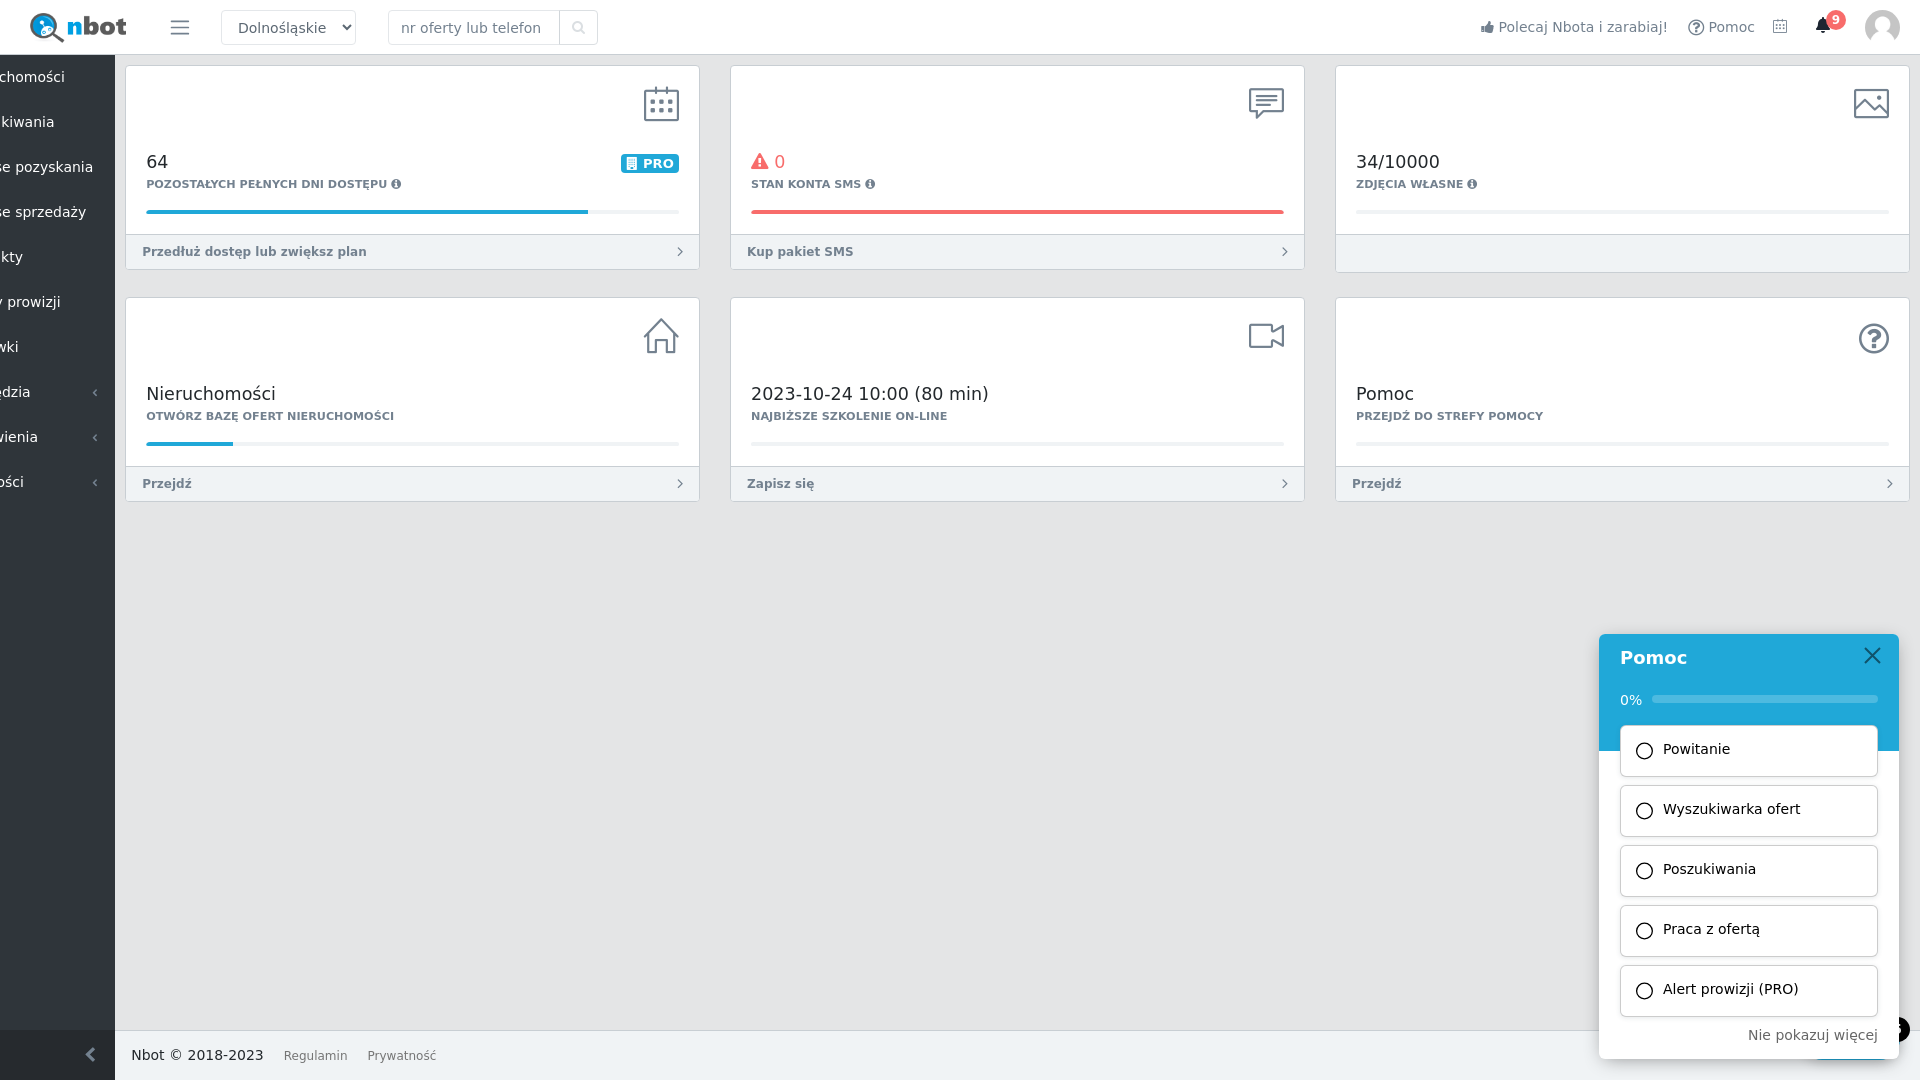 nbot
Dolnośląskie
nr oferty lub telefon
Polecaj Nbota i zarabiaj!
Pomoc
9
chomości
kiwania
se pozyskania
se sprzedaży
kty
y prowizji
wki
ędzia
wienia
ości
64
PRO
POZOSTAŁYCH PEŁNYCH DNI DOSTĘPU
Przedłuż dostęp lub zwiększ plan
0
STAN KONTA SMS
Kup pakiet SMS
34/10000
ZDJĘCIA WŁASNE
Nieruchomości
OTWÓRZ BAZĘ OFERT NIERUCHOMOŚCI
Przejdź
2023-10-24 10:00 (80 min)
NAJBIŻSZE SZKOLENIE ON-LINE
Zapisz się
Pomoc
PRZEJDŹ DO STREFY POMOCY
Przejdź
Pomoc
0%
Powitanie
Wyszukiwarka ofert
Poszukiwania
Praca z ofertą
Alert prowizji (PRO)
Nie pokazuj więcej
Nbot © 2018-2023
Regulamin
Prywatność